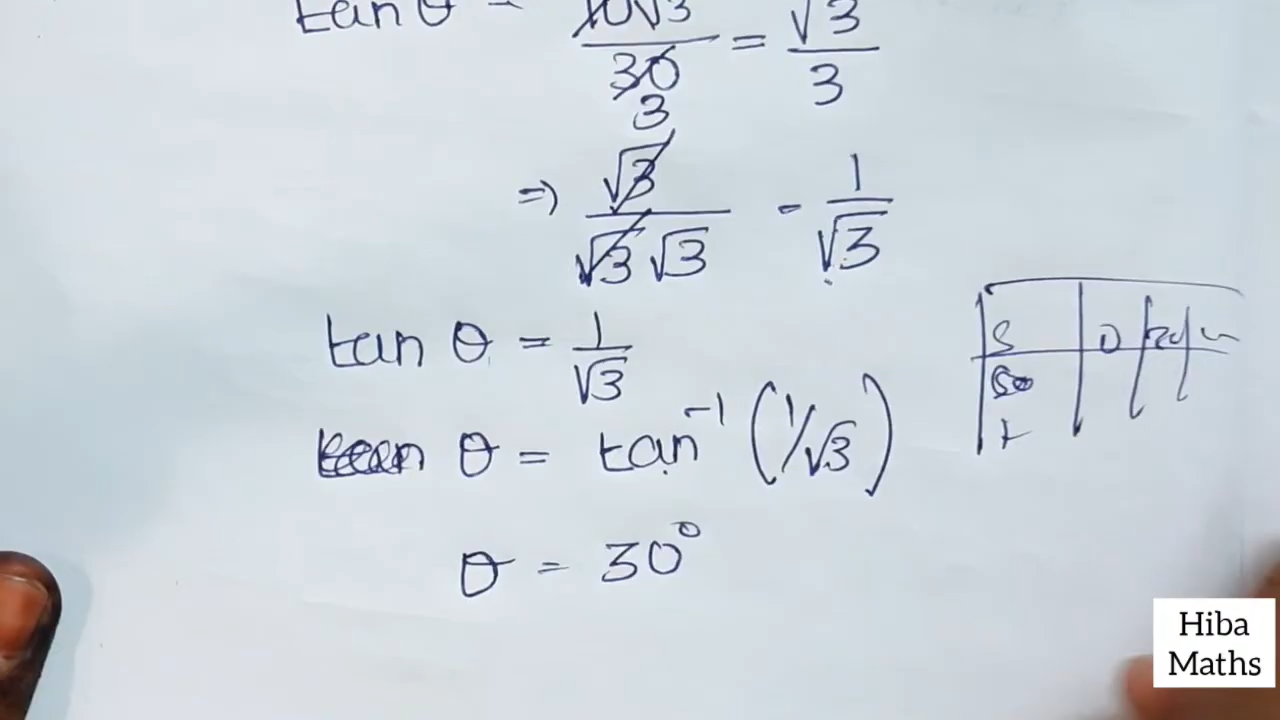 tan θ = 10√3 / 30 = √3 / 3
3
⇒ √3 / √3 √3 - 1 / √3
tan θ = 1 / √3
θ = tan⁻¹ (1/√3)
θ = 30°
S 0
t
Hiba
Maths